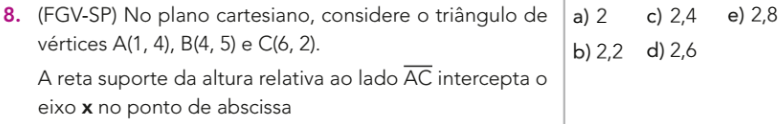 8. (FGV-SP) No plano cartesiano, considere o triângulo de
vértices A(1, 4), B(4, 5) e C(6, 2).
A reta suporte da altura relativa ao lado A̅C̅ intercepta o
eixo x no ponto de abscissa
a) 2 c) 2,4 e) 2,8
b) 2,2 d) 2,6